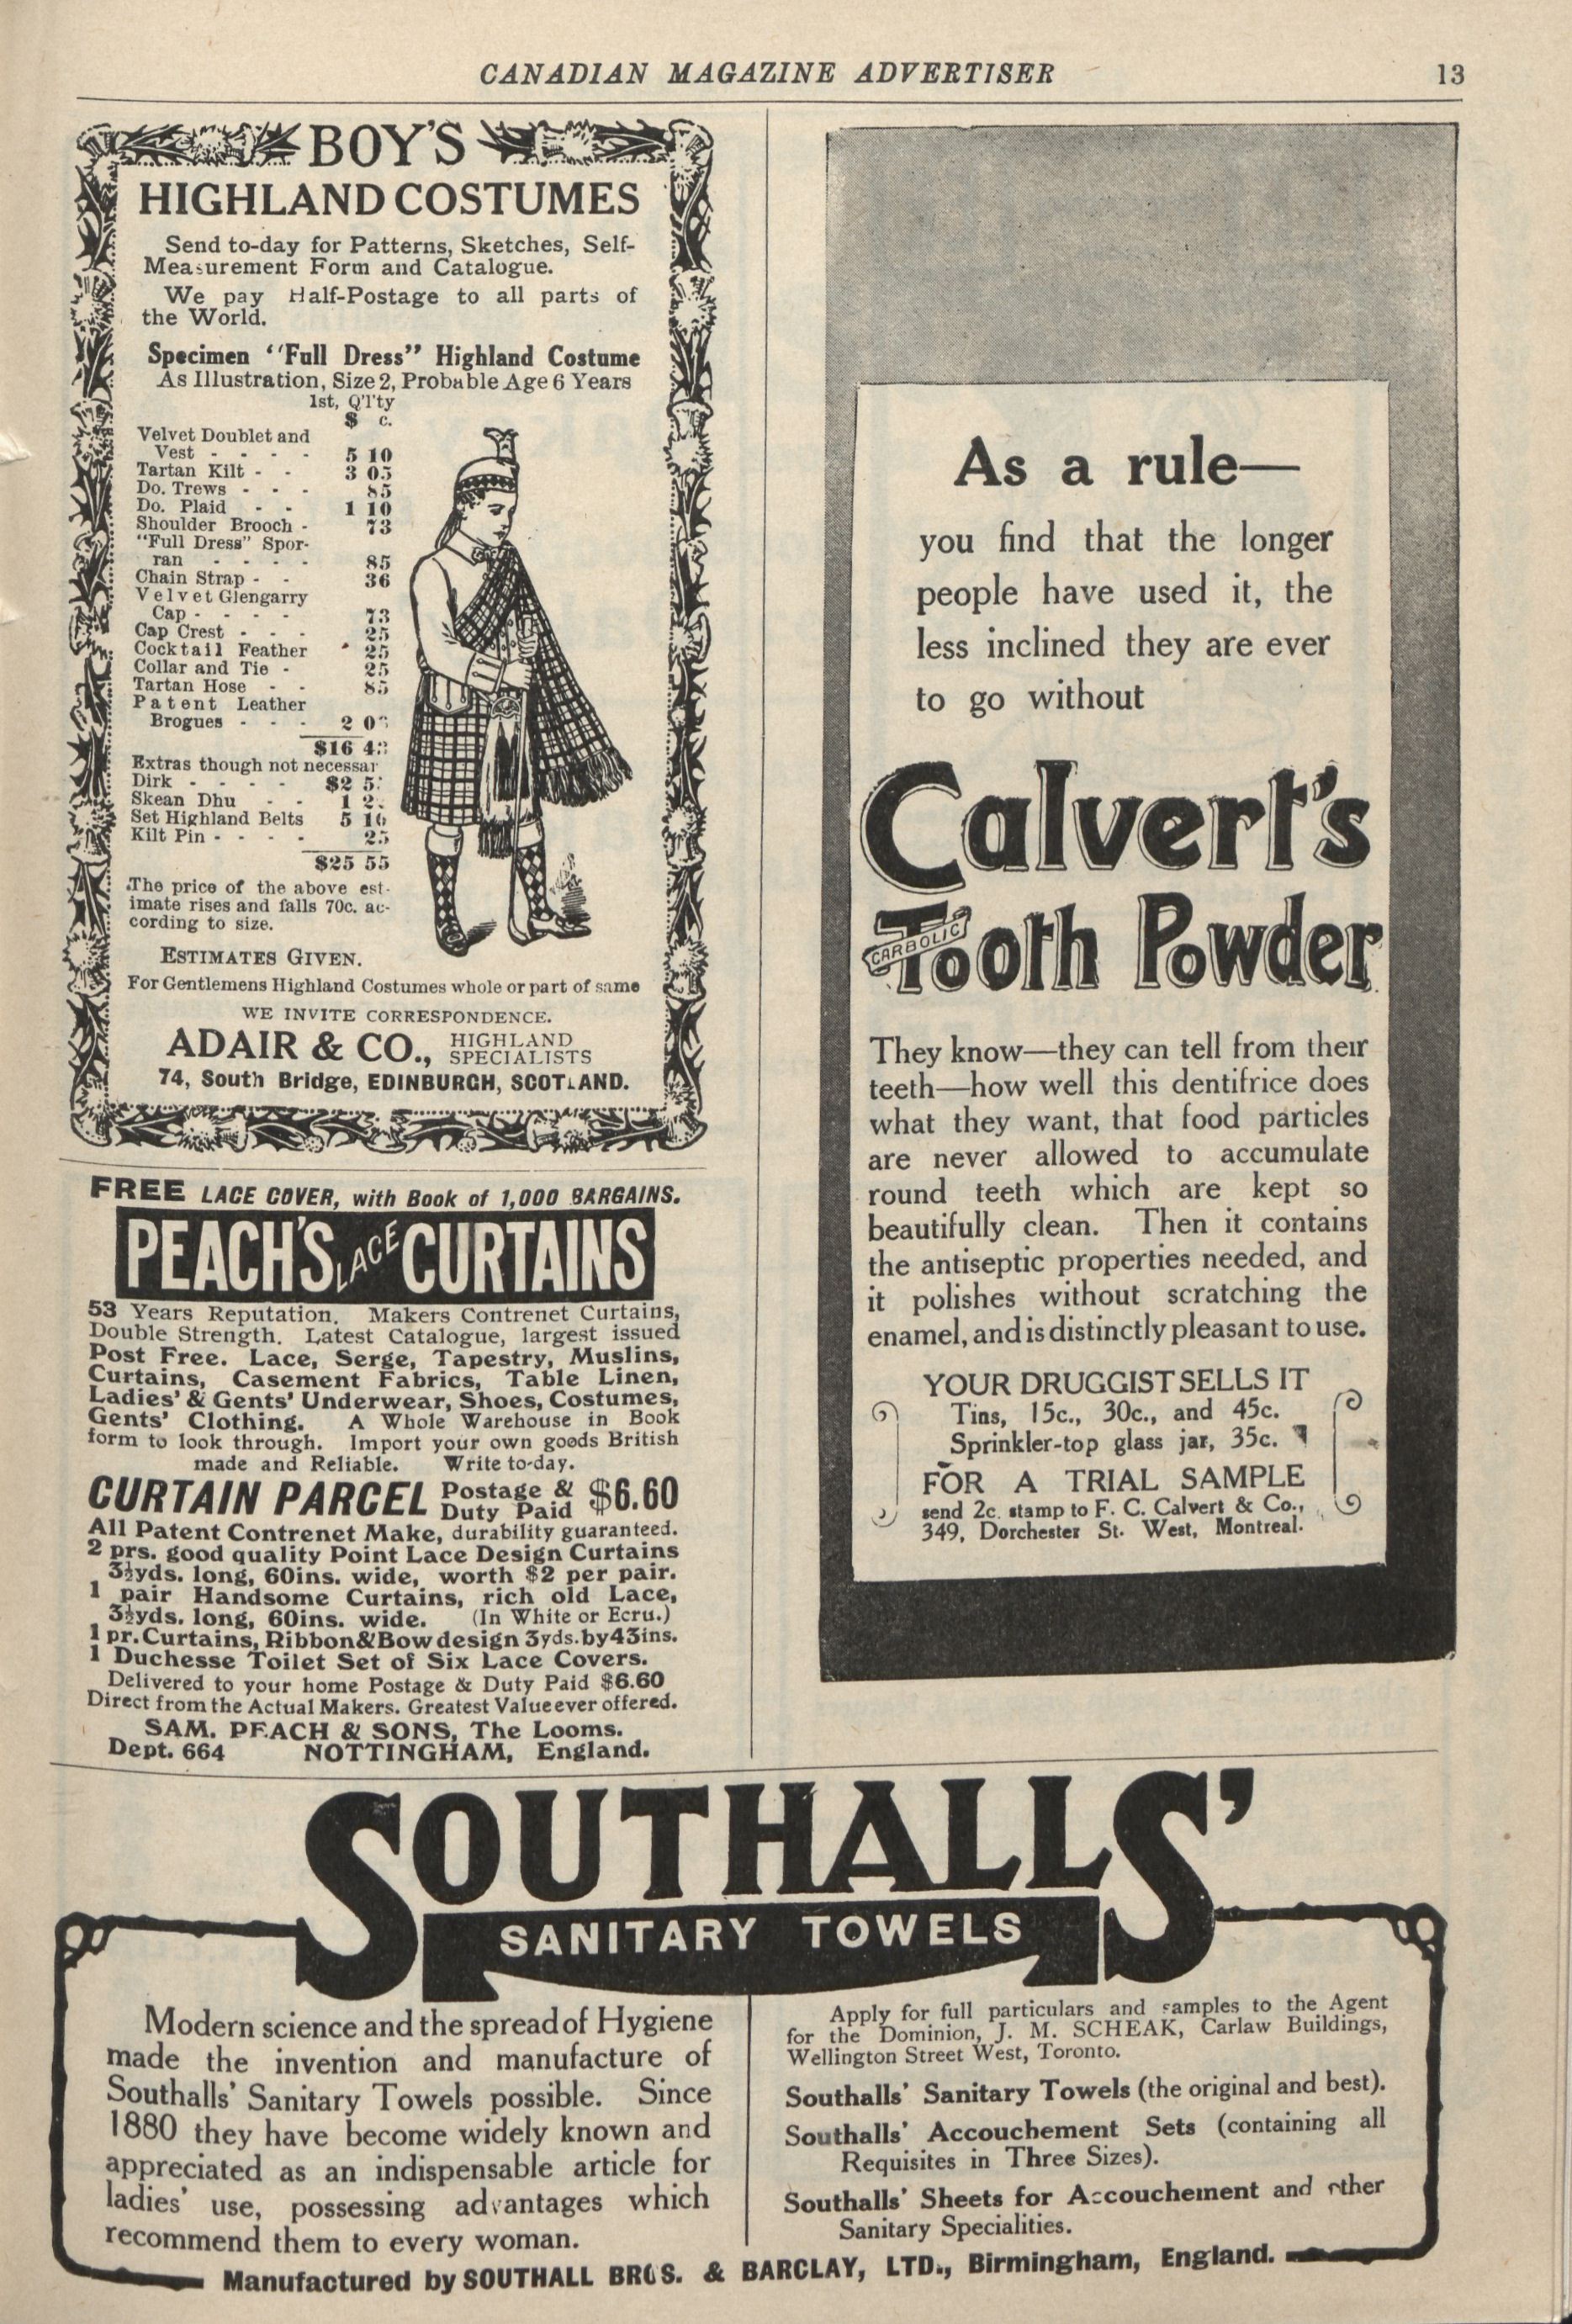 CANADIAN MAGAZINE ADVERTISER 13
BOY'S
HIGHLAND COSTUMES
Send to-day for Patterns, Sketches, Self-
Measurement Form and Catalogue.
We pay Half-Postage to all parts of
the World.
Specimen "Full Dress" Highland Costume
As Illustration, Size 2, Probable Age 6 Years
1st, Q'l'ty
$ c.
Velvet Doublet and
Vest - - - - 5 10
Tartan Kilt - - 3 05
Do. Trews - - - 85
Do. Plaid - - 1 10
Shoulder Brooch - 73
"Full Dress" Spor-
ran - - - - 85
Chain Strap - - 36
Velvet Glengarry
Cap - - - - 73
Cap Crest - - - 25
Cocktail Feather 25
Collar and Tie - 25
Tartan Hose - - 85
Patent Leather
Brogues - - - 2 0
$16 4
Extras though not necessar
Dirk - - - - $2 5
Skean Dhu - - 1 2
Set Highland Belts 5 10
Kilt Pin - - - - 25
$25 55
The price of the above est-
imate rises and falls 70c. ac-
cording to size.
ESTIMATES GIVEN.
For Gentlemens Highland Costumes whole or part of same
WE INVITE CORRESPONDENCE.
ADAIR & CO., HIGHLAND
SPECIALISTS
74, South Bridge, EDINBURGH, SCOTLAND.
FREE LACE COVER, with Book of 1,000 BARGAINS.
PEACH'S LACE CURTAINS
53 Years Reputation. Makers Contrenet Curtains,
Double Strength. Latest Catalogue, largest issued
Post Free. Lace, Serge, Tapestry, Muslins,
Curtains, Casement Fabrics, Table Linen,
Ladies' & Gents' Underwear, Shoes, Costumes,
Gents' Clothing. A Whole Warehouse in Book
form to look through. Import your own goods British
made and Reliable. Write to-day.
CURTAIN PARCEL Postage &
Duty Paid $6.60
All Patent Contrenet Make, durability guaranteed.
2 prs. good quality Point Lace Design Curtains
3½yds. long, 60ins. wide, worth $2 per pair.
1 pair Handsome Curtains, rich old Lace,
3½yds. long, 60ins. wide. (In White or Ecru.)
1 pr. Curtains, Ribbon&Bow design 3yds. by 43ins.
1 Duchesse Toilet Set of Six Lace Covers.
Delivered to your home Postage & Duty Paid $6.60
Direct from the Actual Makers. Greatest Value ever offered.
SAM. PEACH & SONS, The Looms.
Dept. 664 NOTTINGHAM, England.
As a rule—
you find that the longer
people have used it, the
less inclined they are ever
to go without
Calvert's
CARBOLIC
Tooth Powder
They know—they can tell from their
teeth—how well this dentifrice does
what they want, that food particles
are never allowed to accumulate
round teeth which are kept so
beautifully clean. Then it contains
the antiseptic properties needed, and
it polishes without scratching the
enamel, and is distinctly pleasant to use.
YOUR DRUGGIST SELLS IT
Tins, 15c., 30c., and 45c.
Sprinkler-top glass jar, 35c.
FOR A TRIAL SAMPLE
send 2c. stamp to F. C. Calvert & Co.,
349, Dorchester St. West, Montreal.
SOUTHALLS'
SANITARY TOWELS
Modern science and the spread of Hygiene
made the invention and manufacture of
Southalls' Sanitary Towels possible. Since
1880 they have become widely known and
appreciated as an indispensable article for
ladies' use, possessing advantages which
recommend them to every woman.
Apply for full particulars and samples to the Agent
for the Dominion, J. M. SCHEAK, Carlaw Buildings,
Wellington Street West, Toronto.
Southalls' Sanitary Towels (the original and best).
Southalls' Accouchement Sets (containing all
Requisites in Three Sizes).
Southalls' Sheets for Accouchement and other
Sanitary Specialities.
Manufactured by SOUTHALL BROS. & BARCLAY, LTD., Birmingham, England.